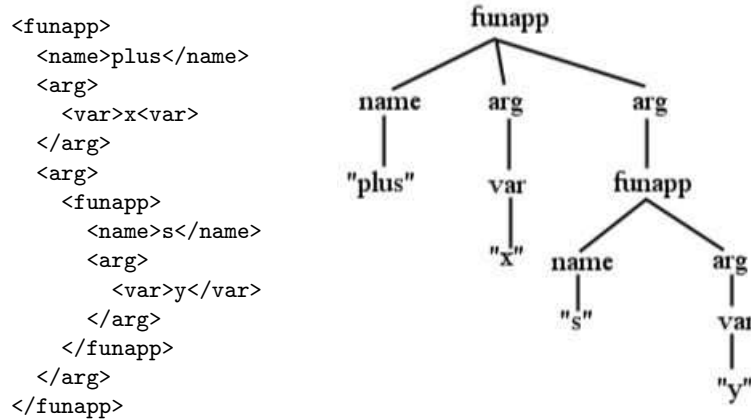 <funapp>
  <name>plus</name>
  <arg>
    <var>x<var>
  </arg>
  <arg>
    <funapp>
      <name>s</name>
      <arg>
        <var>y</var>
      </arg>
    </funapp>
  </arg>
</funapp>
funapp
name arg arg
"plus" var funapp
"x" name arg
"s" var
"y"